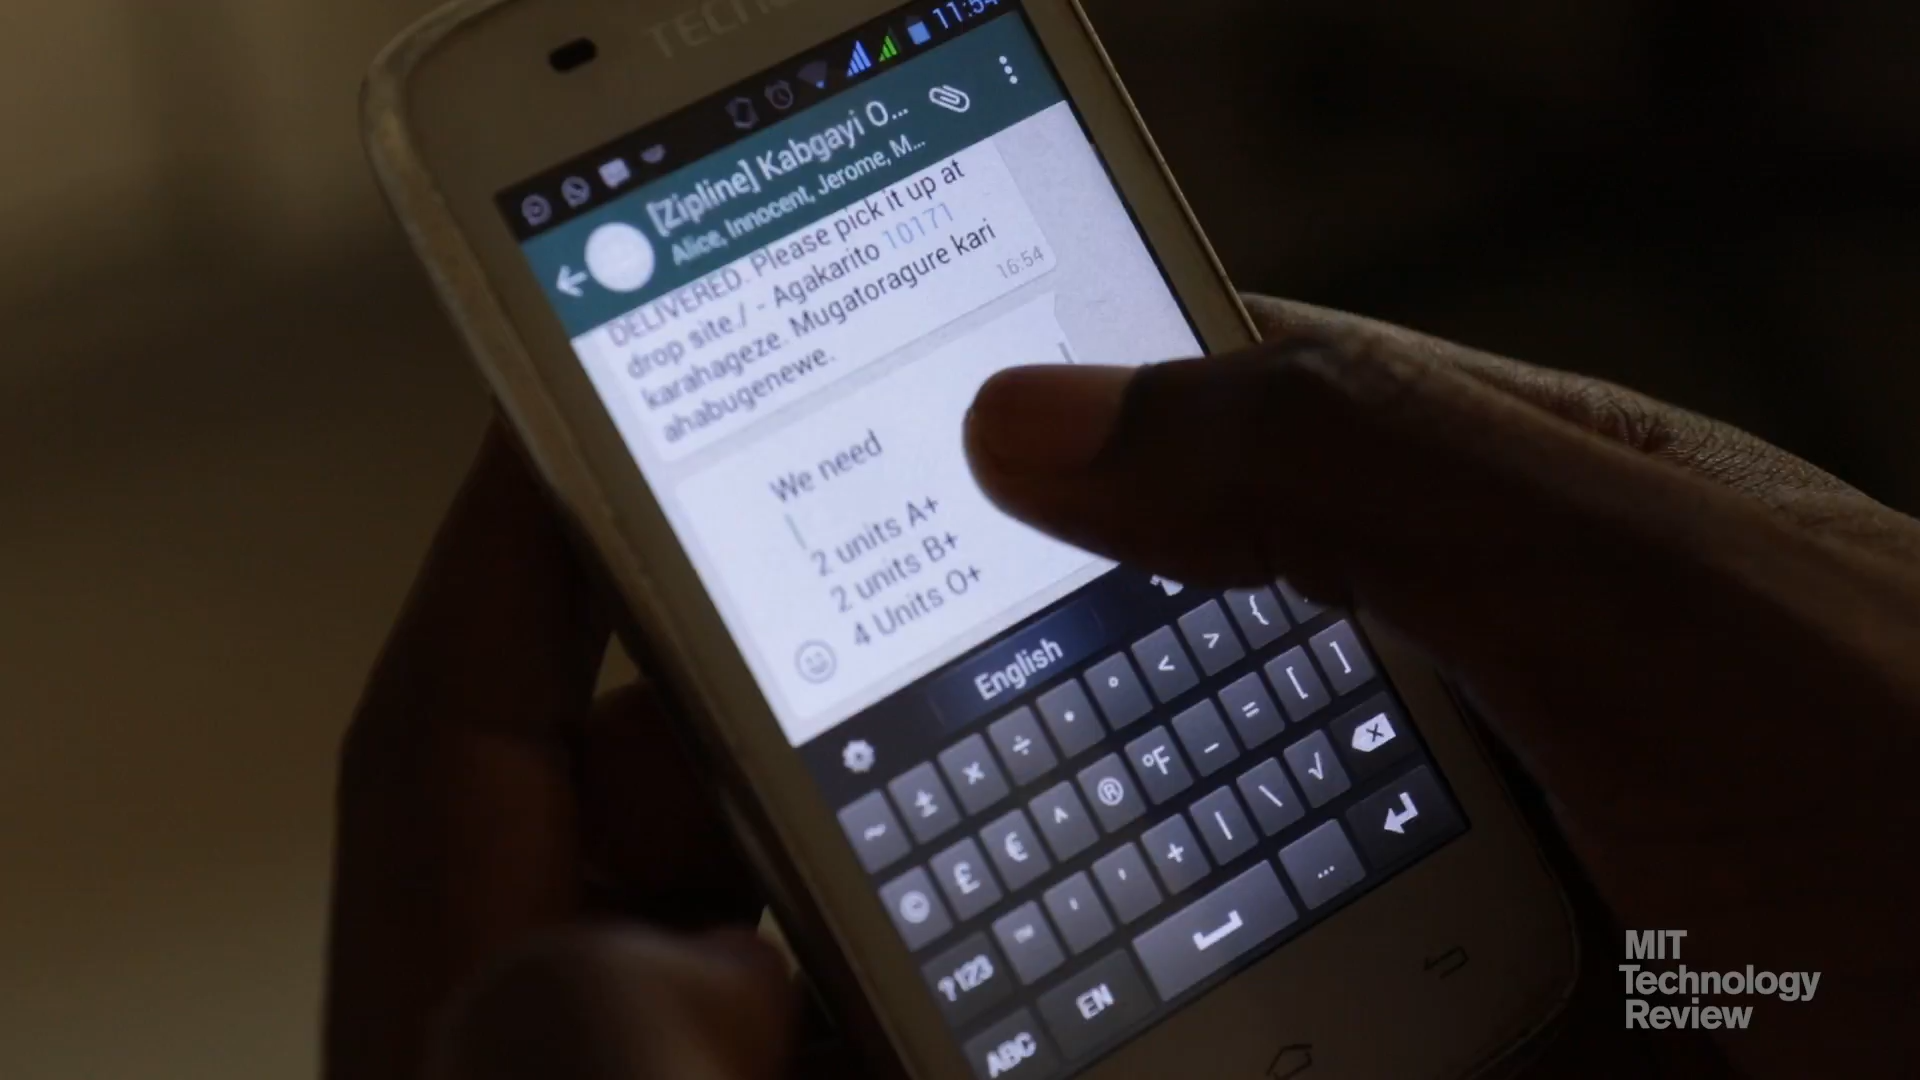 TECNO
11:54
[Zipline] Kabgayi O...
Alice, Innocent, Jerome, M...
DELIVERED. Please pick it up at
drop site./ - Agakarito 10171
karahageze. Mugatoragure kari
ahabugenewe.
16:54
We need
2 units A+
2 units B+
4 Units O+
English
~ ± × ÷ • ° < > {
© £ € ^ ® °F _ = [ ]
?123 ™ ' ' + | \ √
ABC EN ...
MIT
Technology
Review